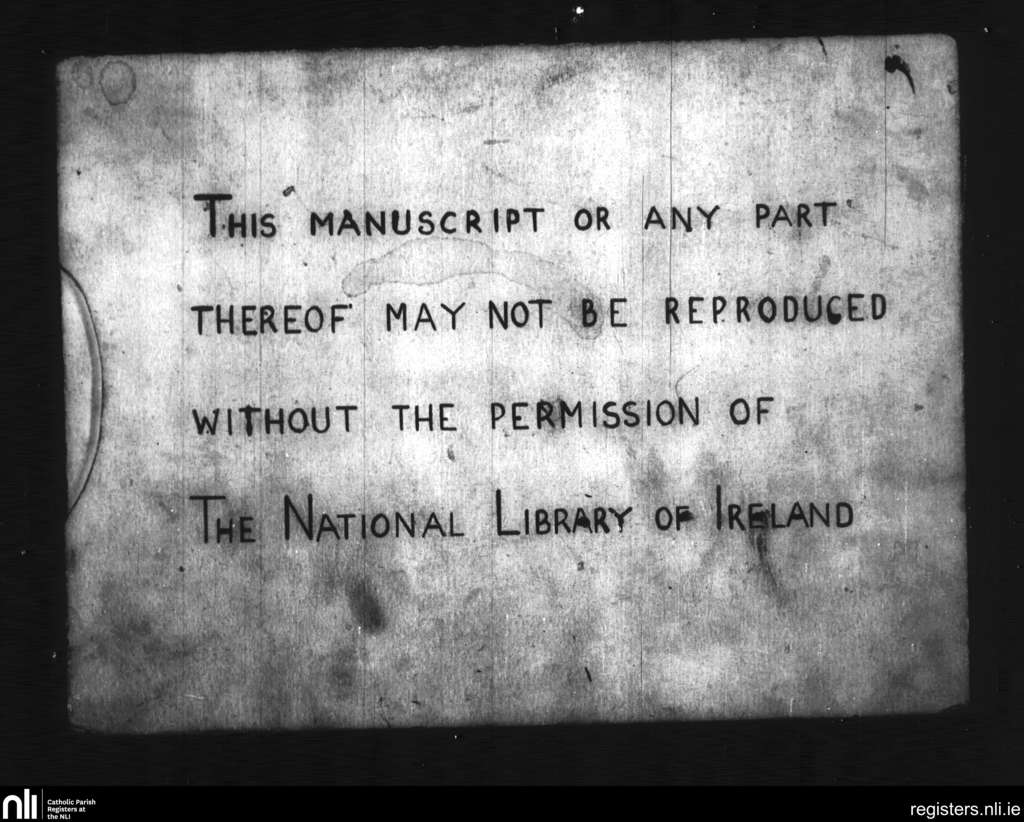 THIS MANUSCRIPT OR ANY PART
THEREOF MAY NOT BE REPRODUCED
WITHOUT THE PERMISSION OF
THE NATIONAL LIBRARY OF IRELAND
nli
Catholic Parish
Registers at
the NLI
registers.nli.ie